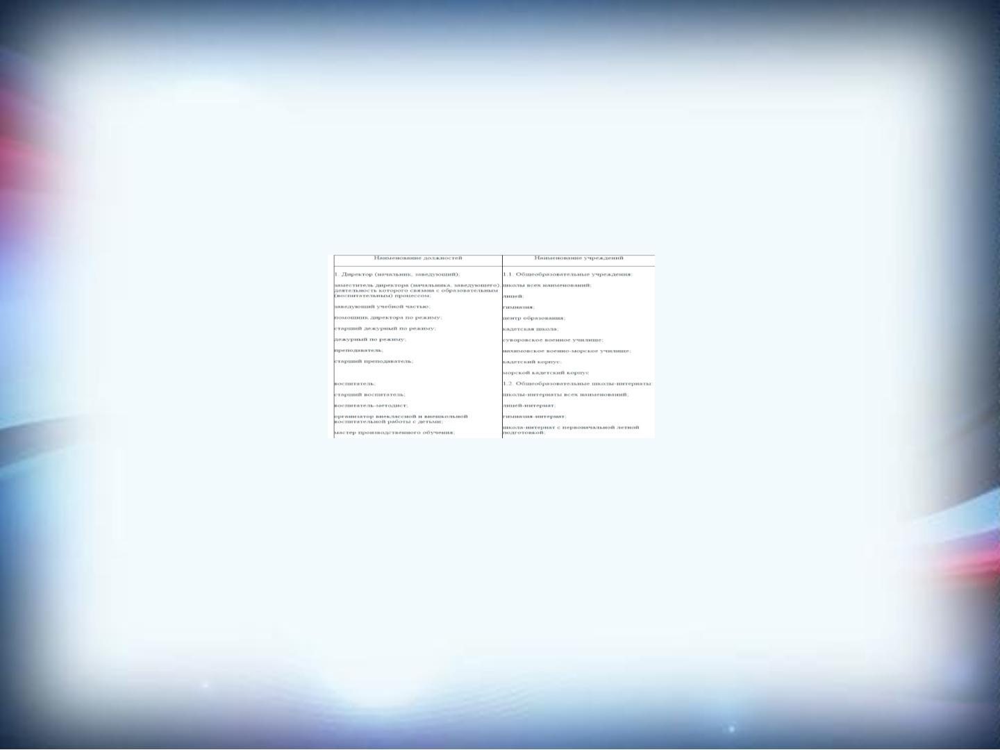 Наименование должностей
Наименование учреждений
1. Директор (начальник, заведующий);
заместитель директора (начальника, заведующего),
деятельность которого связана с образовательным
(воспитательным) процессом;
заведующий учебной частью;
помощник директора по режиму;
старший дежурный по режиму;
дежурный по режиму;
преподаватель;
старший преподаватель;
воспитатель;
старший воспитатель;
воспитатель-методист;
организатор внеклассной и внешкольной
воспитательной работы с детьми;
мастер производственного обучения;
1.1. Общеобразовательные учреждения:
школы всех наименований;
лицей;
гимназия;
центр образования;
кадетская школа;
суворовское военное училище;
нахимовское военно-морское училище;
кадетский корпус;
морской кадетский корпус
1.2. Общеобразовательные школы-интернаты:
школы-интернаты всех наименований;
лицей-интернат;
гимназия-интернат;
школа-интернат с первоначальной летной
подготовкой;